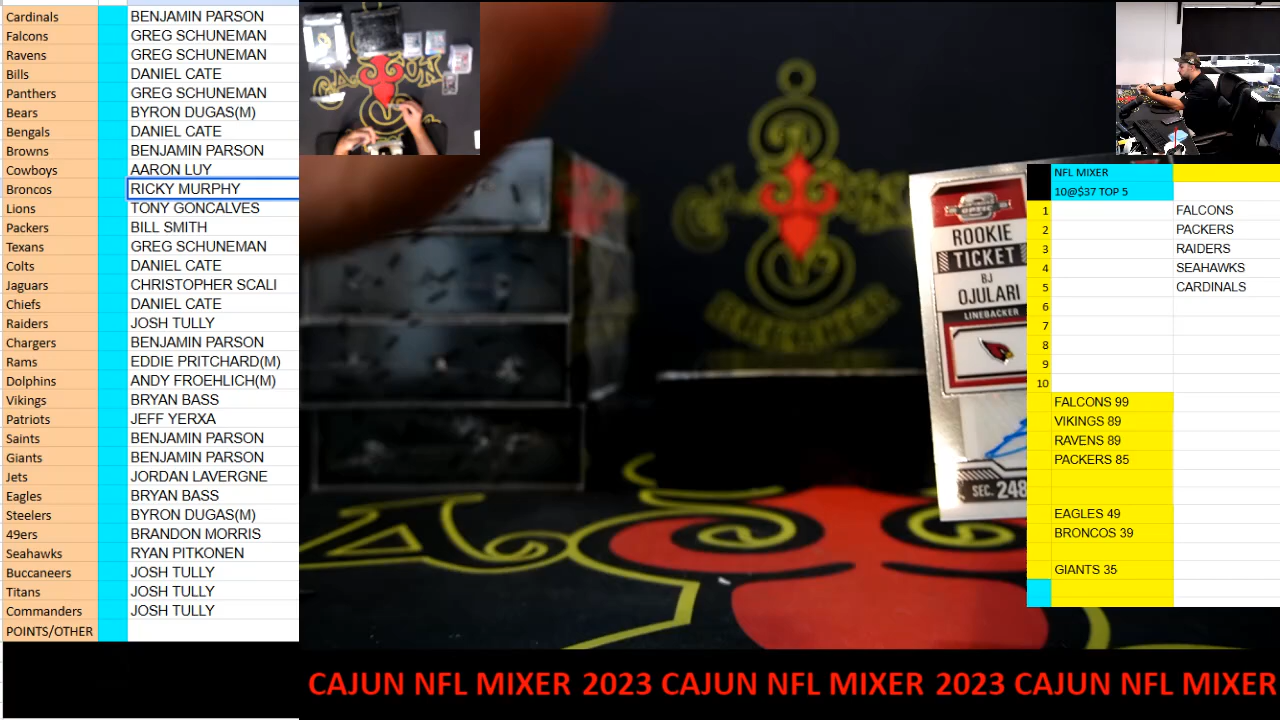 Cardinals BENJAMIN PARSON
Falcons GREG SCHUNEMAN
Ravens GREG SCHUNEMAN
Bills DANIEL CATE
Panthers GREG SCHUNEMAN
Bears BYRON DUGAS(M)
Bengals DANIEL CATE
Browns BENJAMIN PARSON
Cowboys AARON LUY
Broncos RICKY MURPHY
Lions TONY GONCALVES
Packers BILL SMITH
Texans GREG SCHUNEMAN
Colts DANIEL CATE
Jaguars CHRISTOPHER SCALI
Chiefs DANIEL CATE
Raiders JOSH TULLY
Chargers BENJAMIN PARSON
Rams EDDIE PRITCHARD(M)
Dolphins ANDY FROEHLICH(M)
Vikings BRYAN BASS
Patriots JEFF YERXA
Saints BENJAMIN PARSON
Giants BENJAMIN PARSON
Jets JORDAN LAVERGNE
Eagles BRYAN BASS
Steelers BYRON DUGAS(M)
49ers BRANDON MORRIS
Seahawks RYAN PITKONEN
Buccaneers JOSH TULLY
Titans JOSH TULLY
Commanders JOSH TULLY
POINTS/OTHER
OPTIC
ROOKIE
TICKET
BJ
OJULARI
LINEBACKER
SEC. 248
NFL MIXER
10@$37 TOP 5
1 FALCONS
2 PACKERS
3 RAIDERS
4 SEAHAWKS
5 CARDINALS
6
7
8
9
10
FALCONS 99
VIKINGS 89
RAVENS 89
PACKERS 85
EAGLES 49
BRONCOS 39
GIANTS 35
CAJUN NFL MIXER 2023 CAJUN NFL MIXER 2023 CAJUN NFL MIXER